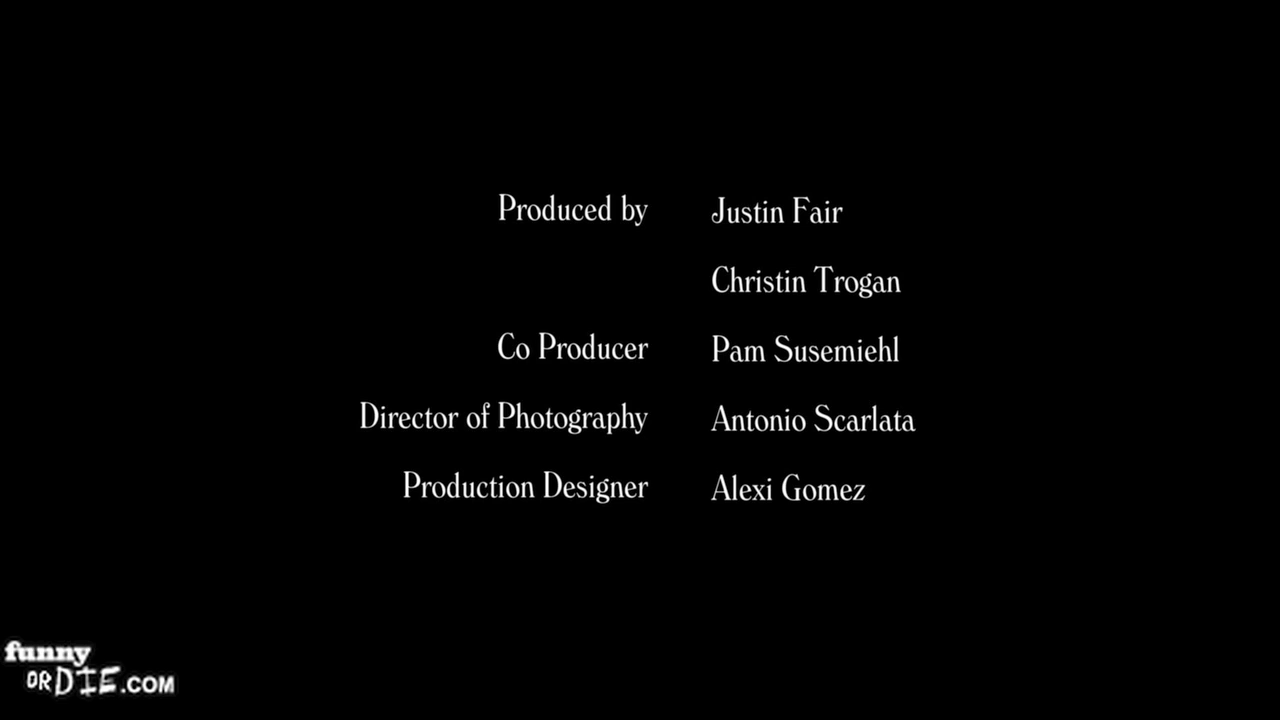 Produced by Justin Fair
Christin Trogan
Co Producer Pam Susemiehl
Director of Photography Antonio Scarlata
Production Designer Alexi Gomez
funny
OR DIE.COM